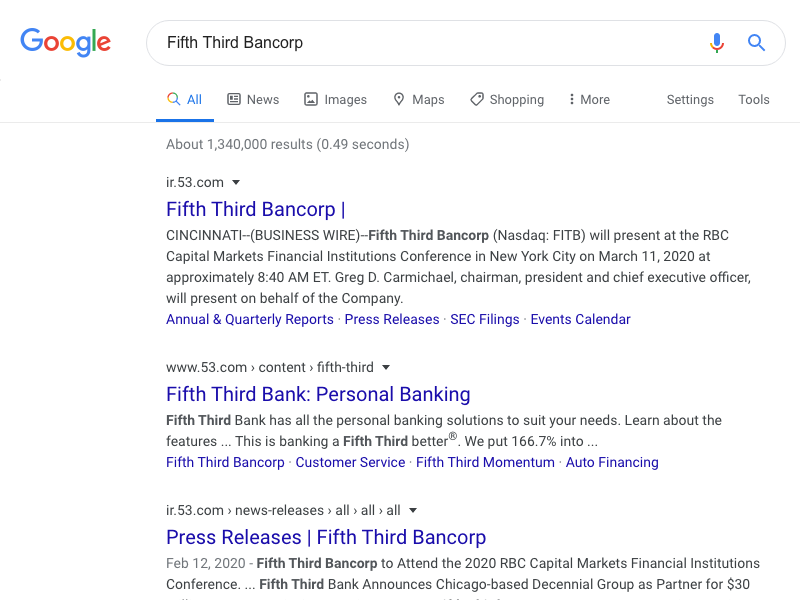 Google
Fifth Third Bancorp
All News Images Maps Shopping More Settings Tools
About 1,340,000 results (0.49 seconds)
ir.53.com
Fifth Third Bancorp |
CINCINNATI--(BUSINESS WIRE)--Fifth Third Bancorp (Nasdaq: FITB) will present at the RBC
Capital Markets Financial Institutions Conference in New York City on March 11, 2020 at
approximately 8:40 AM ET. Greg D. Carmichael, chairman, president and chief executive officer,
will present on behalf of the Company.
Annual & Quarterly Reports · Press Releases · SEC Filings · Events Calendar
www.53.com › content › fifth-third
Fifth Third Bank: Personal Banking
Fifth Third Bank has all the personal banking solutions to suit your needs. Learn about the
features ... This is banking a Fifth Third better®. We put 166.7% into ...
Fifth Third Bancorp · Customer Service · Fifth Third Momentum · Auto Financing
ir.53.com › news-releases › all › all › all
Press Releases | Fifth Third Bancorp
Feb 12, 2020 - Fifth Third Bancorp to Attend the 2020 RBC Capital Markets Financial Institutions
Conference. ... Fifth Third Bank Announces Chicago-based Decennial Group as Partner for $30